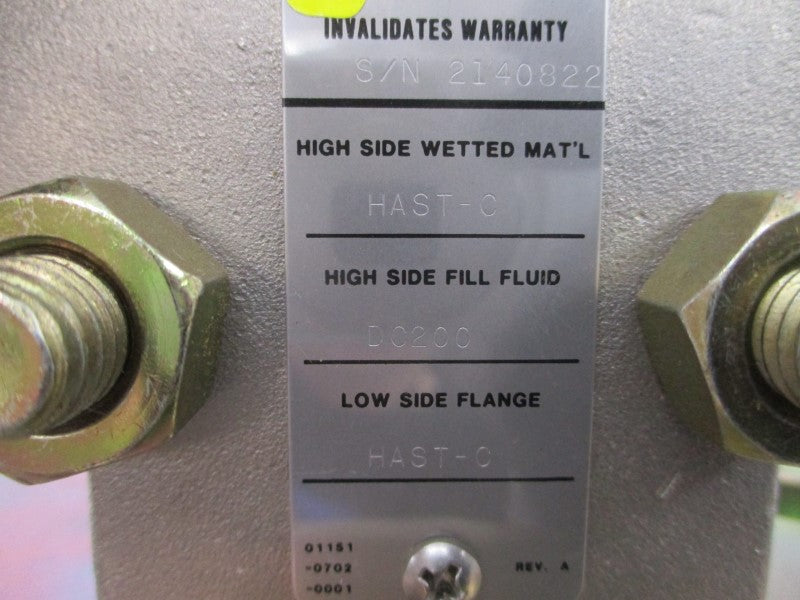 INVALIDATES WARRANTY
S/N 2140822
HIGH SIDE WETTED MAT'L
HAST-C
HIGH SIDE FILL FLUID
DC200
LOW SIDE FLANGE
HAST-C
01151
-0702
-0001
REV. A